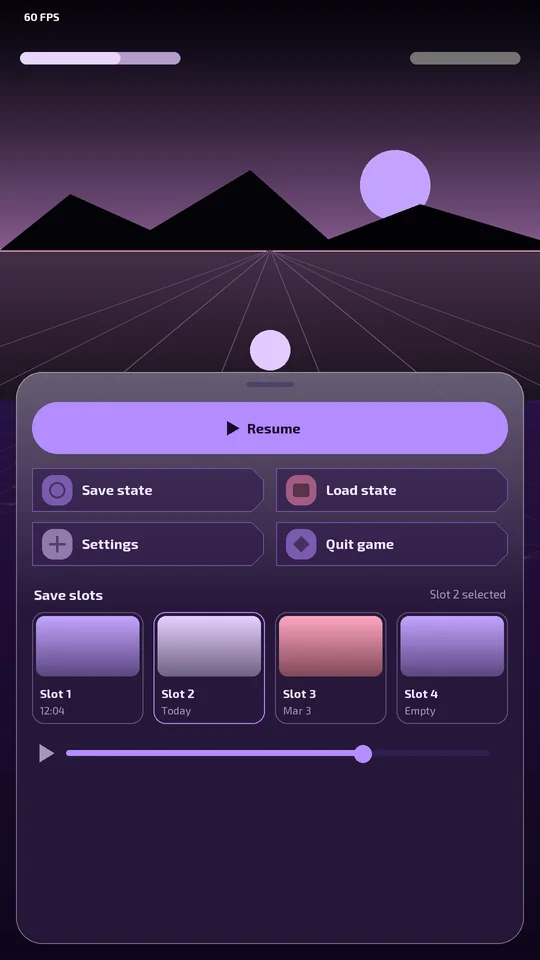 60 FPS
Resume
Save state
Load state
Settings
Quit game
Save slots
Slot 2 selected
Slot 1
12:04
Slot 2
Today
Slot 3
Mar 3
Slot 4
Empty